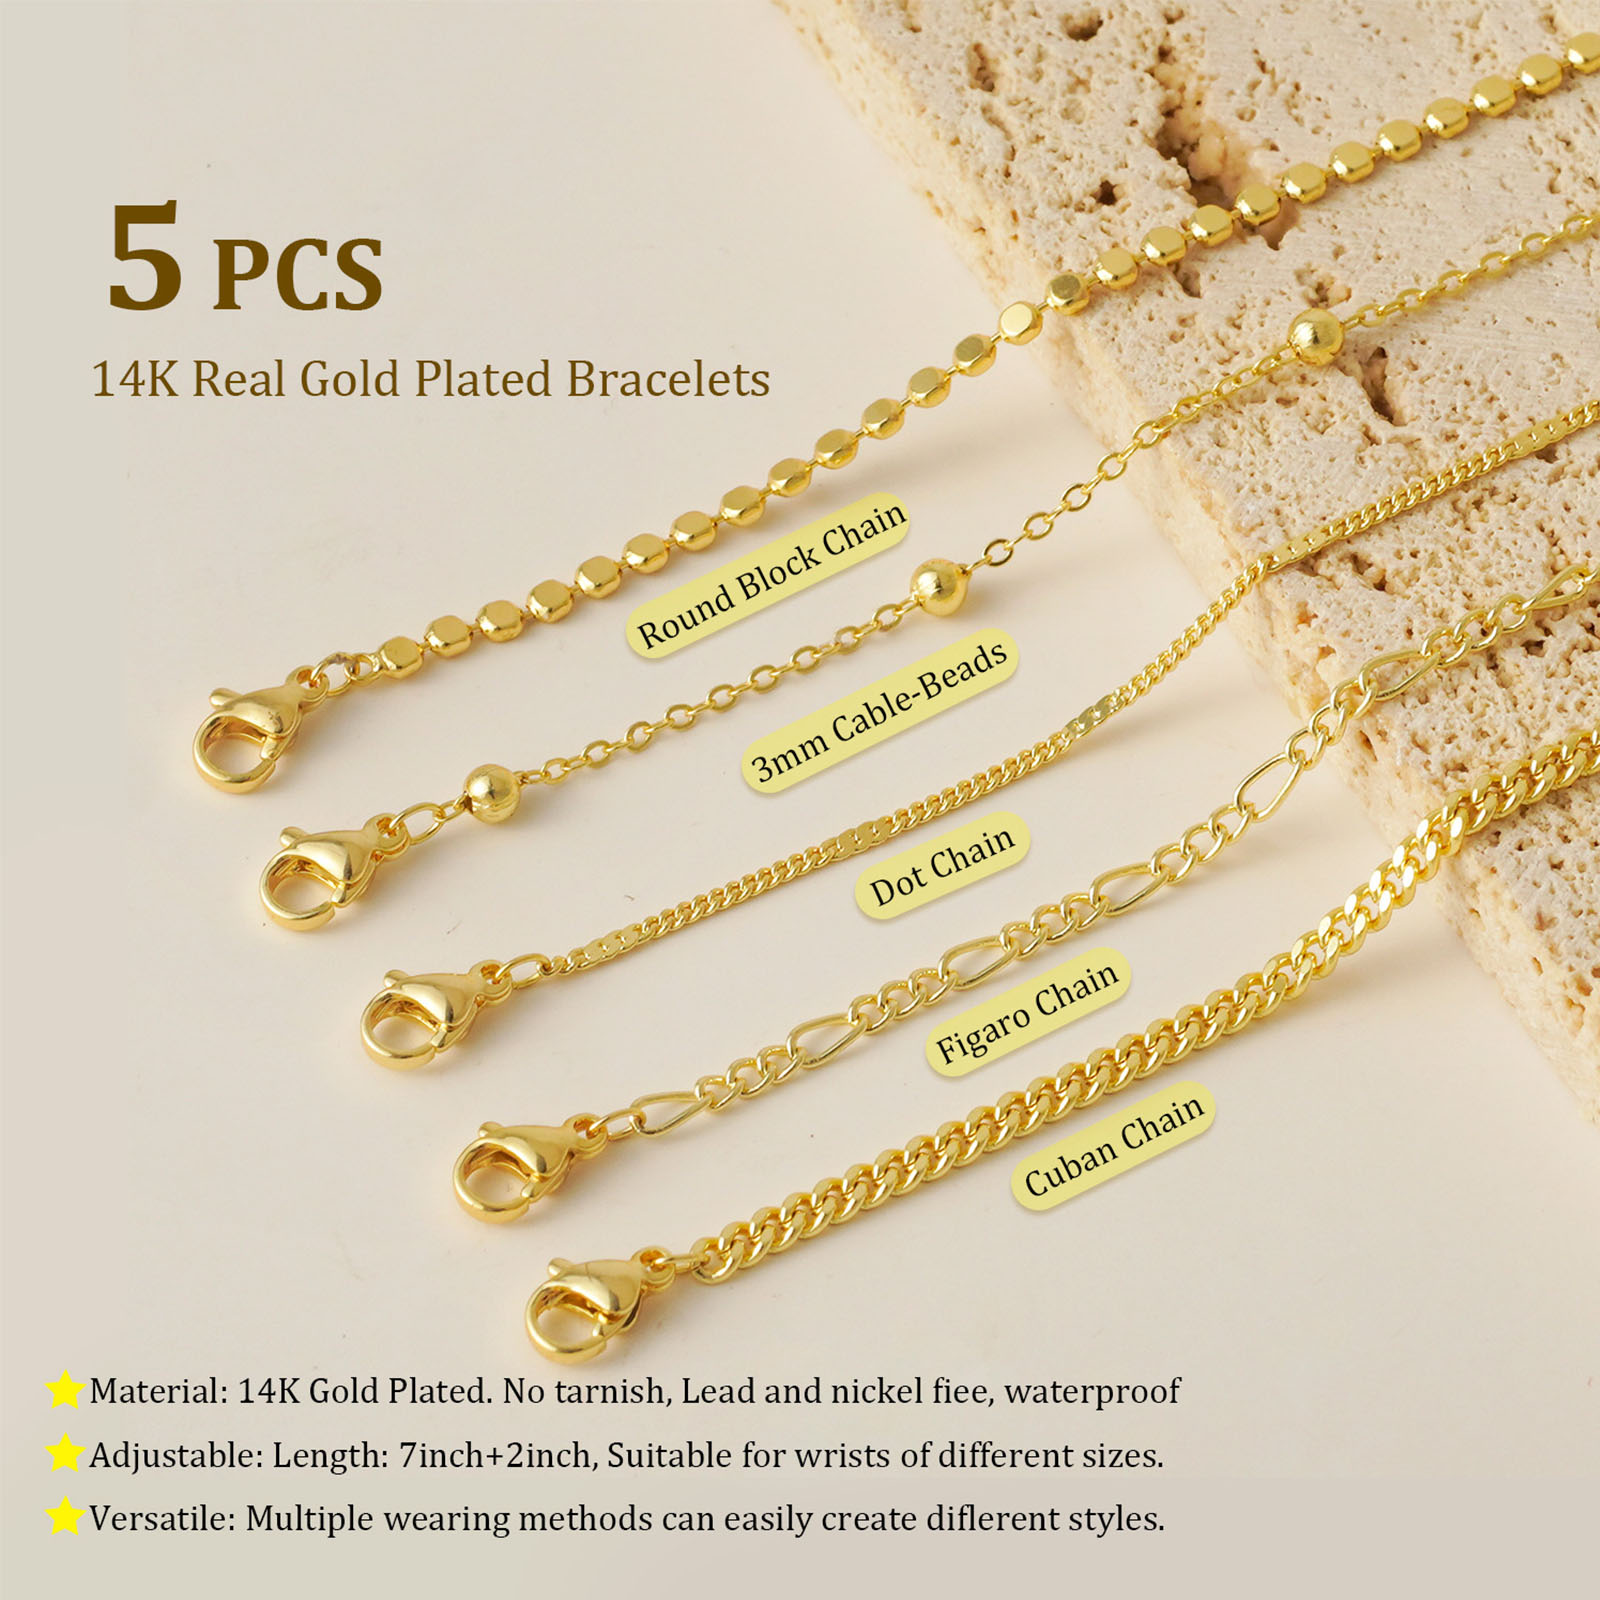 5 PCS
14K Real Gold Plated Bracelets
Round Block Chain
3mm Cable-Beads
Dot Chain
Figaro Chain
Cuban Chain
Material: 14K Gold Plated. No tarnish, Lead and nickel fiee, waterproof
Adjustable: Length: 7inch+2inch, Suitable for wrists of different sizes.
Versatile: Multiple wearing methods can easily create diflerent styles.